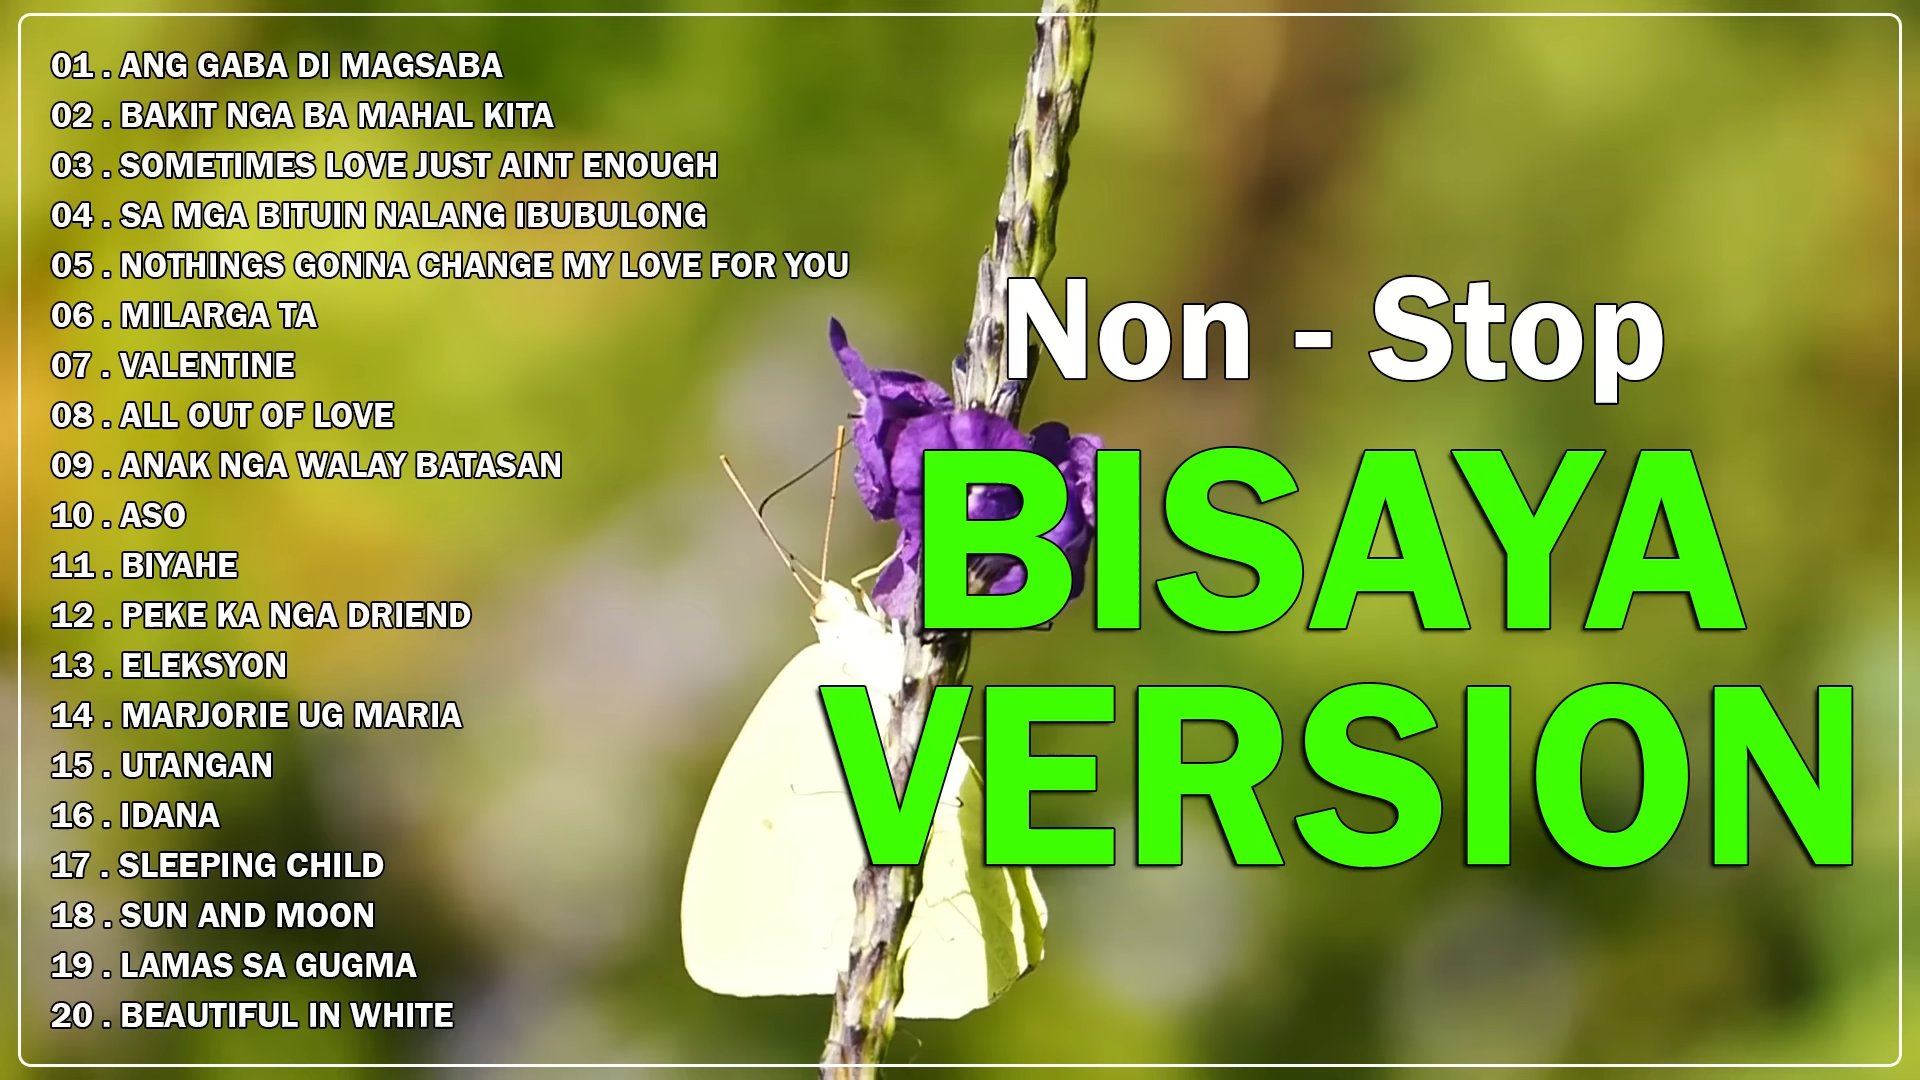 01 . ANG GABA DI MAGSABA
02 . BAKIT NGA BA MAHAL KITA
03 . SOMETIMES LOVE JUST AINT ENOUGH
04 . SA MGA BITUIN NALANG IBUBULONG
05 . NOTHINGS GONNA CHANGE MY LOVE FOR YOU
06 . MILARGA TA
07 . VALENTINE
08 . ALL OUT OF LOVE
09 . ANAK NGA WALAY BATASAN
10 . ASO
11 . BIYAHE
12 . PEKE KA NGA DRIEND
13 . ELEKSYON
14 . MARJORIE UG MARIA
15 . UTANGAN
16 . IDANA
17 . SLEEPING CHILD
18 . SUN AND MOON
19 . LAMAS SA GUGMA
20 . BEAUTIFUL IN WHITE
Non - Stop
BISAYA
VERSION